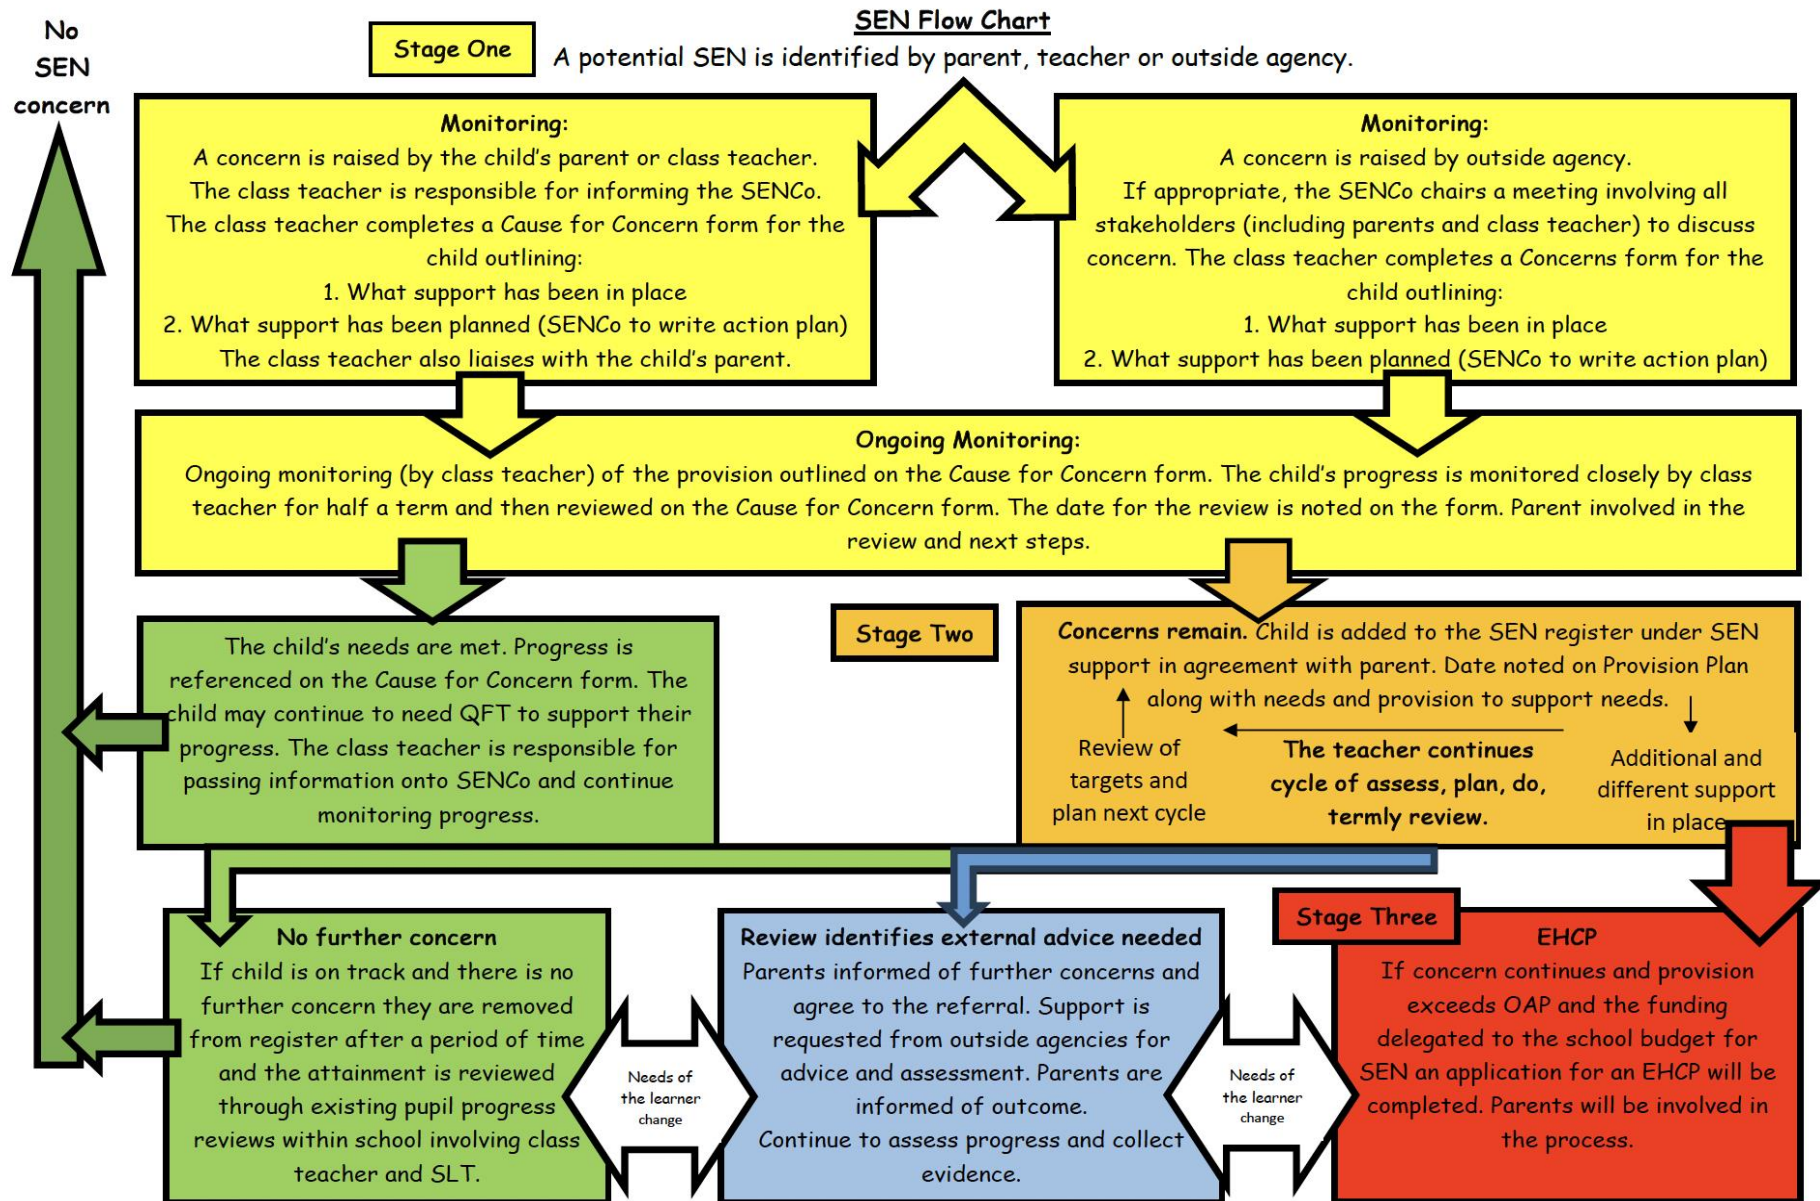 SEN Flow Chart
No
SEN
concern
Stage One
A potential SEN is identified by parent, teacher or outside agency.
Monitoring:
A concern is raised by the child's parent or class teacher.
The class teacher is responsible for informing the SENCo.
The class teacher completes a Cause for Concern form for the
child outlining:
1. What support has been in place
2. What support has been planned (SENCo to write action plan)
The class teacher also liaises with the child's parent.
Monitoring:
A concern is raised by outside agency.
If appropriate, the SENCo chairs a meeting involving all
stakeholders (including parents and class teacher) to discuss
concern. The class teacher completes a Concerns form for the
child outlining:
1. What support has been in place
2. What support has been planned (SENCo to write action plan)
Ongoing Monitoring:
Ongoing monitoring (by class teacher) of the provision outlined on the Cause for Concern form. The child's progress is monitored closely by class
teacher for half a term and then reviewed on the Cause for Concern form. The date for the review is noted on the form. Parent involved in the
review and next steps.
The child's needs are met. Progress is
referenced on the Cause for Concern form. The
child may continue to need QFT to support their
progress. The class teacher is responsible for
passing information onto SENCo and continue
monitoring progress.
Stage Two
Concerns remain. Child is added to the SEN register under SEN
support in agreement with parent. Date noted on Provision Plan
along with needs and provision to support needs.
Review of
targets and
plan next cycle
The teacher continues
cycle of assess, plan, do,
termly review.
Additional and
different support
in place
No further concern
If child is on track and there is no
further concern they are removed
from register after a period of time
and the attainment is reviewed
through existing pupil progress
reviews within school involving class
teacher and SLT.
Needs of
the learner
change
Review identifies external advice needed
Parents informed of further concerns and
agree to the referral. Support is
requested from outside agencies for
advice and assessment. Parents are
informed of outcome.
Continue to assess progress and collect
evidence.
Needs of
the learner
change
Stage Three
EHCP
If concern continues and provision
exceeds OAP and the funding
delegated to the school budget for
SEN an application for an EHCP will be
completed. Parents will be involved in
the process.